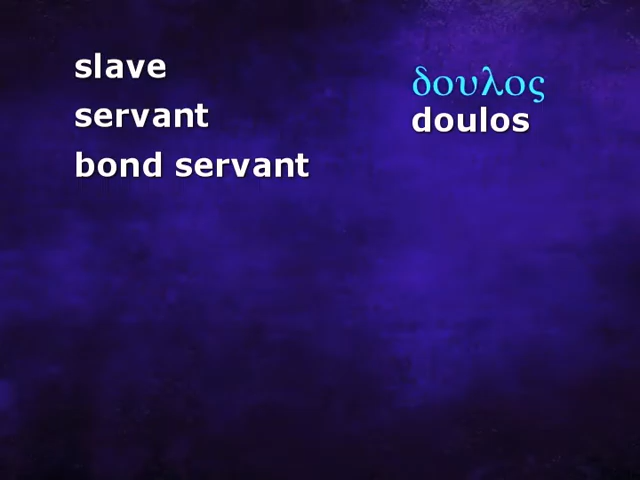 slave
servant
bond servant
δουλος
doulos